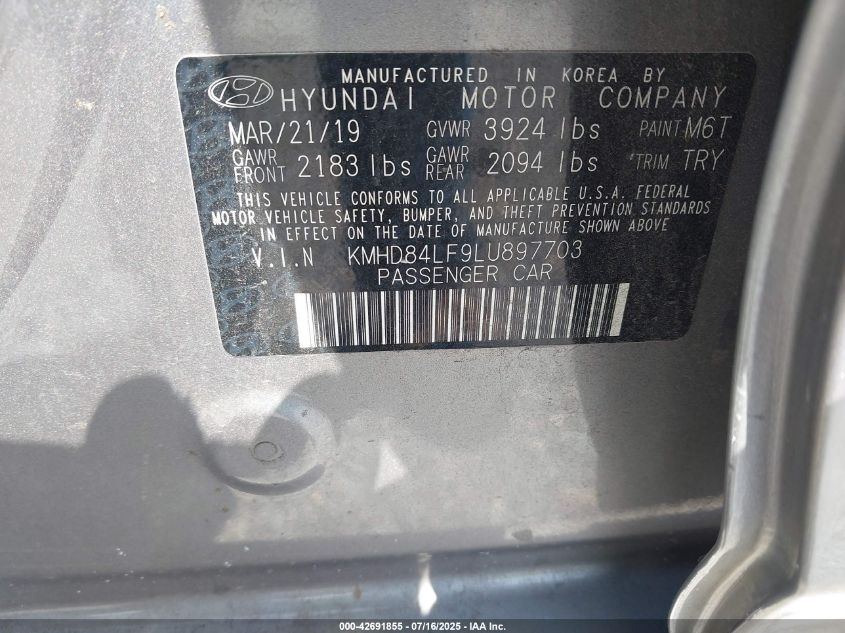 MANUFACTURED IN KOREA BY
HYUNDAI MOTOR COMPANY
MAR/21/19 GVWR 3924 lbs PAINT M6T
GAWR FRONT 2183 lbs GAWR REAR 2094 lbs *TRIM TRY
THIS VEHICLE CONFORMS TO ALL APPLICABLE U.S.A. FEDERAL
MOTOR VEHICLE SAFETY, BUMPER, AND THEFT PREVENTION STANDARDS
IN EFFECT ON THE DATE OF MANUFACTURE SHOWN ABOVE
V.I.N KMHD84LF9LU897703
PASSENGER CAR
000-42691855 - 07/16/2025 - IAA Inc.